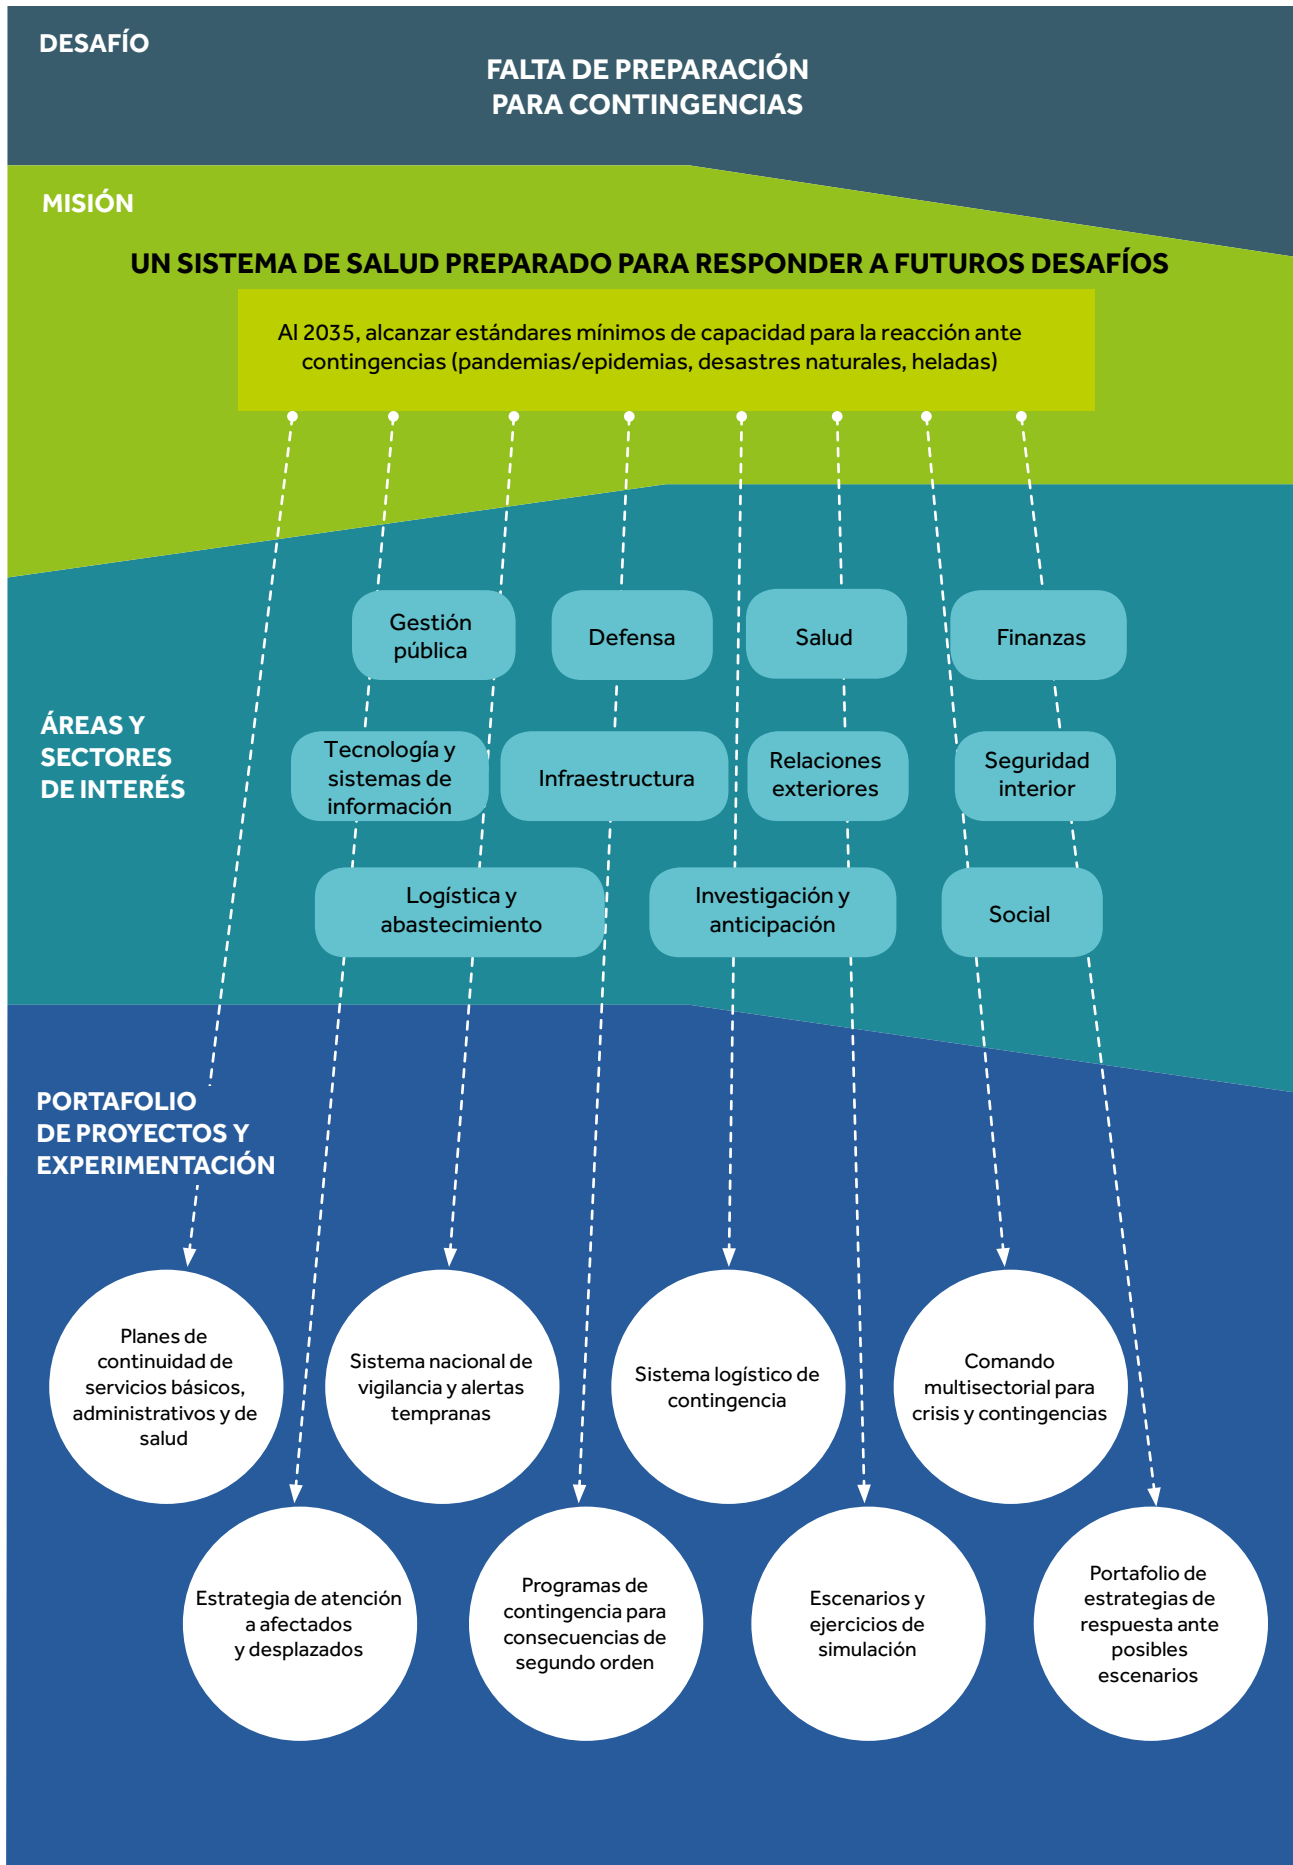 DESAFÍO
FALTA DE PREPARACIÓN
PARA CONTINGENCIAS
MISIÓN
UN SISTEMA DE SALUD PREPARADO PARA RESPONDER A FUTUROS DESAFÍOS
Al 2035, alcanzar estándares mínimos de capacidad para la reacción ante
contingencias (pandemias/epidemias, desastres naturales, heladas)
ÁREAS Y
SECTORES
DE INTERÉS
Gestión
pública
Defensa
Salud
Finanzas
Tecnología y
sistemas de
información
Infraestructura
Relaciones
exteriores
Seguridad
interior
Logística y
abastecimiento
Investigación y
anticipación
Social
PORTAFOLIO
DE PROYECTOS Y
EXPERIMENTACIÓN
Planes de
continuidad de
servicios básicos,
administrativos y de
salud
Sistema nacional de
vigilancia y alertas
tempranas
Sistema logístico de
contingencia
Comando
multisectorial para
crisis y contingencias
Estrategia de atención
a afectados
y desplazados
Programas de
contingencia para
consecuencias de
segundo orden
Escenarios y
ejercicios de
simulación
Portafolio de
estrategias de
respuesta ante
posibles
escenarios